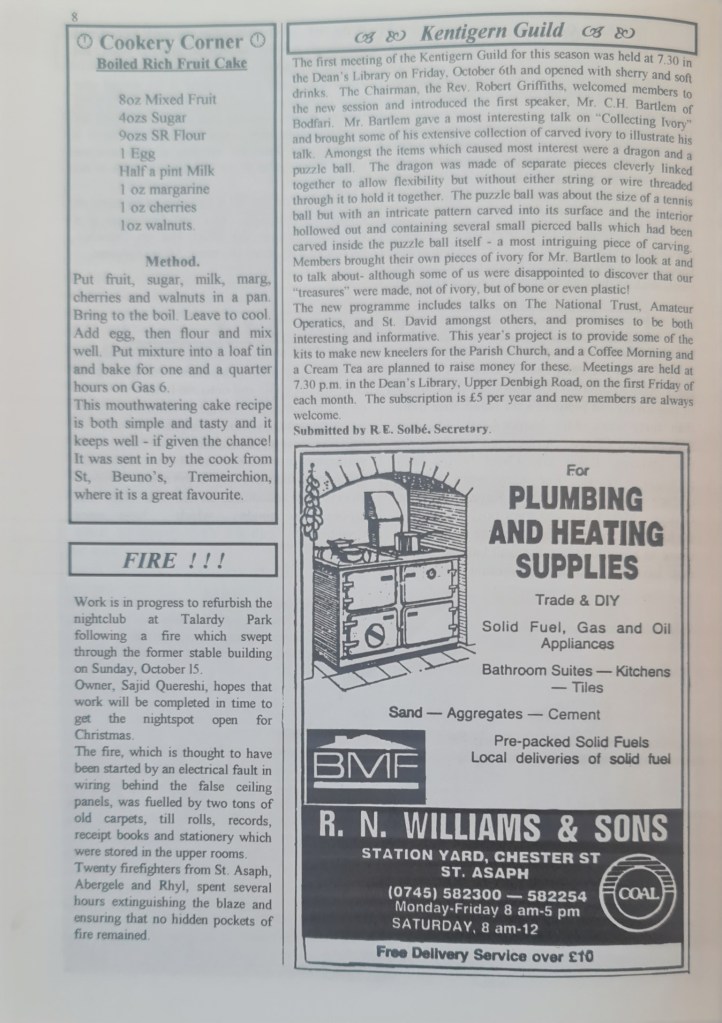 8
Cookery Corner
Boiled Rich Fruit Cake
8oz Mixed Fruit
4ozs Sugar
9ozs SR Flour
1 Egg
Half a pint Milk
1 oz margarine
1 oz cherries
1oz walnuts.
Method.
Put fruit, sugar, milk, marg,
cherries and walnuts in a pan.
Bring to the boil. Leave to cool.
Add egg, then flour and mix
well. Put mixture into a loaf tin
and bake for one and a quarter
hours on Gas 6.
This mouthwatering cake recipe
is both simple and tasty and it
keeps well - if given the chance!
It was sent in by the cook from
St, Beuno's, Tremeirchion,
where it is a great favourite.
FIRE ! ! !
Work is in progress to refurbish the
nightclub at Talardy Park
following a fire which swept
through the former stable building
on Sunday, October 15.
Owner, Sajid Quereshi, hopes that
work will be completed in time to
get the nightspot open for
Christmas.
The fire, which is thought to have
been started by an electrical fault in
wiring behind the false ceiling
panels, was fuelled by two tons of
old carpets, till rolls, records,
receipt books and stationery which
were stored in the upper rooms.
Twenty firefighters from St. Asaph,
Abergele and Rhyl, spent several
hours extinguishing the blaze and
ensuring that no hidden pockets of
fire remained.
Kentigern Guild
The first meeting of the Kentigern Guild for this season was held at 7.30 in
the Dean's Library on Friday, October 6th and opened with sherry and soft
drinks. The Chairman, the Rev. Robert Griffiths, welcomed members to
the new session and introduced the first speaker, Mr. C.H. Bartlem of
Bodfari. Mr. Bartlem gave a most interesting talk on "Collecting Ivory"
and brought some of his extensive collection of carved ivory to illustrate his
talk. Amongst the items which caused most interest were a dragon and a
puzzle ball. The dragon was made of separate pieces cleverly linked
together to allow flexibility but without either string or wire threaded
through it to hold it together. The puzzle ball was about the size of a tennis
ball but with an intricate pattern carved into its surface and the interior
hollowed out and containing several small pierced balls which had been
carved inside the puzzle ball itself - a most intriguing piece of carving.
Members brought their own pieces of ivory for Mr. Bartlem to look at and
to talk about- although some of us were disappointed to discover that our
"treasures" were made, not of ivory, but of bone or even plastic!
The new programme includes talks on The National Trust, Amateur
Operatics, and St. David amongst others, and promises to be both
interesting and informative. This year's project is to provide some of the
kits to make new kneelers for the Parish Church, and a Coffee Morning and
a Cream Tea are planned to raise money for these. Meetings are held at
7.30 p.m. in the Dean's Library, Upper Denbigh Road, on the first Friday of
each month. The subscription is £5 per year and new members are always
welcome.
Submitted by R.E. Solbé, Secretary.
For
PLUMBING
AND HEATING
SUPPLIES
Trade & DIY
Solid Fuel, Gas and Oil
Appliances
Bathroom Suites — Kitchens
— Tiles
Sand — Aggregates — Cement
BMF
Pre-packed Solid Fuels
Local deliveries of solid fuel
R. N. WILLIAMS & SONS
STATION YARD, CHESTER ST
ST. ASAPH
(0745) 582300 — 582254
Monday-Friday 8 am-5 pm
SATURDAY, 8 am-12
COAL
Free Delivery Service over £10